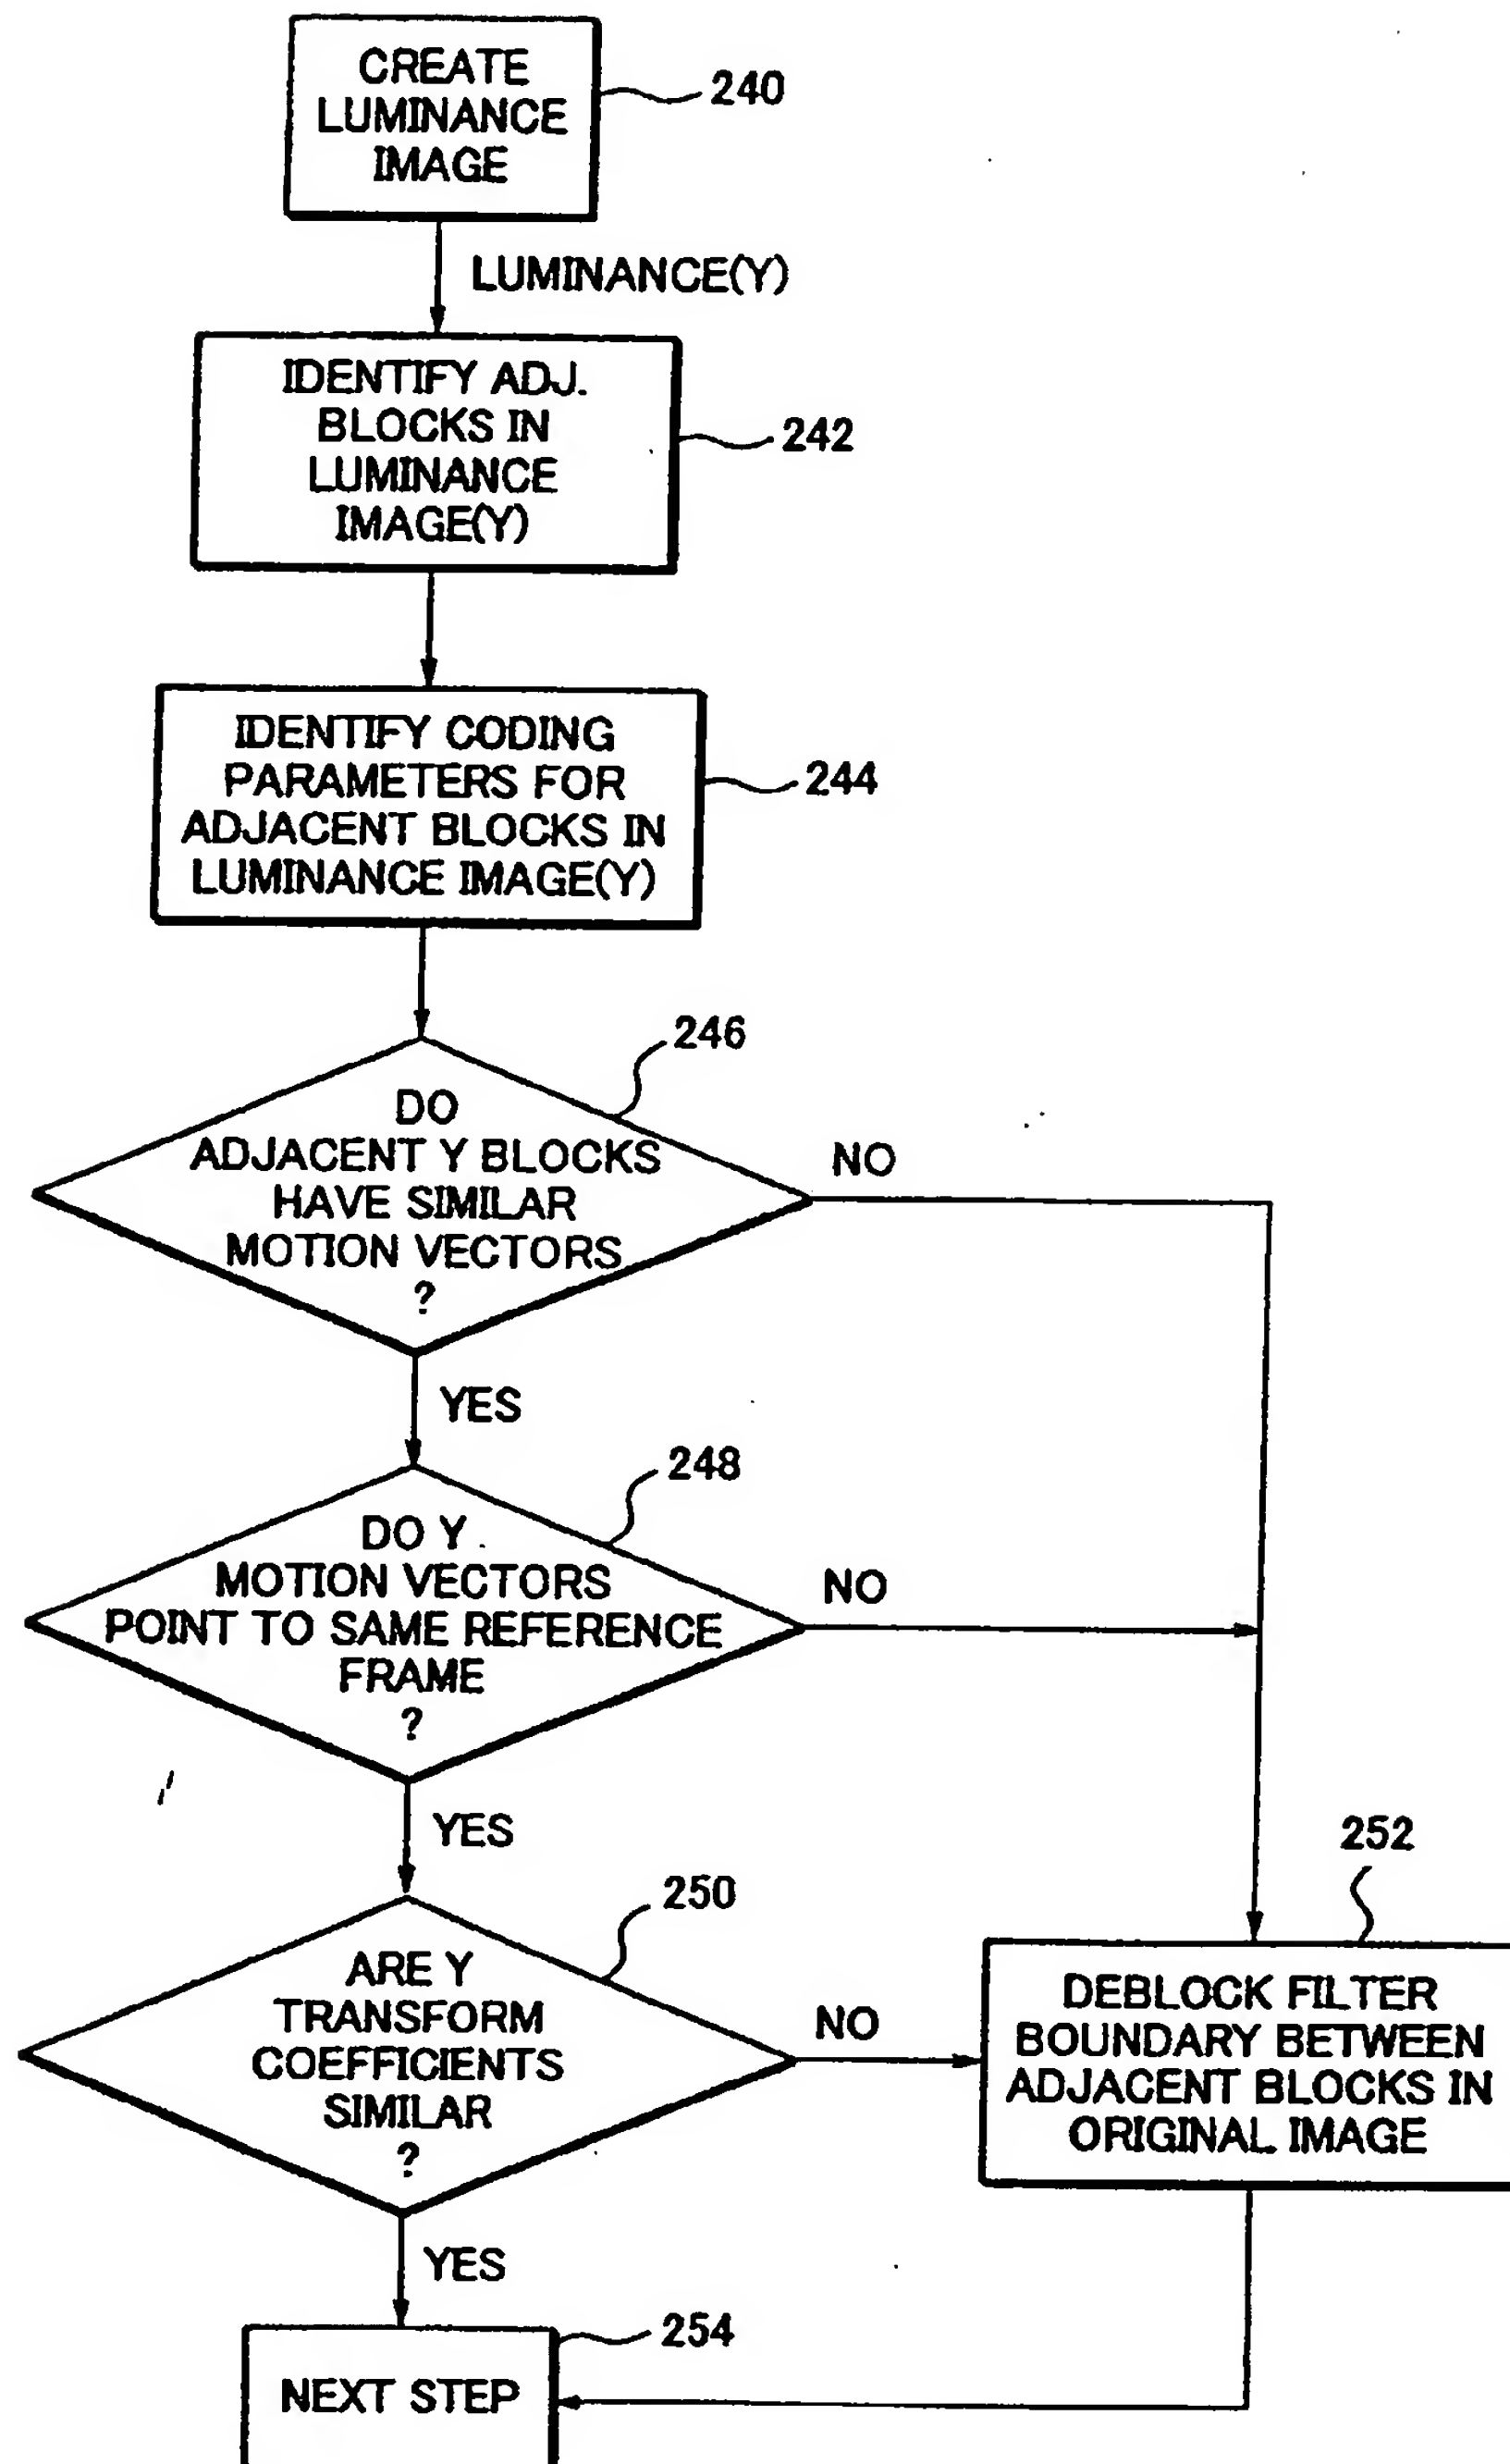 CREATE
LUMINANCE
IMAGE
240
LUMINANCE(Y)
IDENTIFY ADJ.
BLOCKS IN
LUMINANCE
IMAGE(Y)
242
IDENTIFY CODING
PARAMETERS FOR
ADJACENT BLOCKS IN
LUMINANCE IMAGE(Y)
244
246
DO
ADJACENT Y BLOCKS
HAVE SIMILAR
MOTION VECTORS
?
NO
YES
248
DO Y
MOTION VECTORS
POINT TO SAME REFERENCE
FRAME
?
NO
YES
250
ARE Y
TRANSFORM
COEFFICIENTS
SIMILAR
?
NO
252
DEBLOCK FILTER
BOUNDARY BETWEEN
ADJACENT BLOCKS IN
ORIGINAL IMAGE
YES
254
NEXT STEP